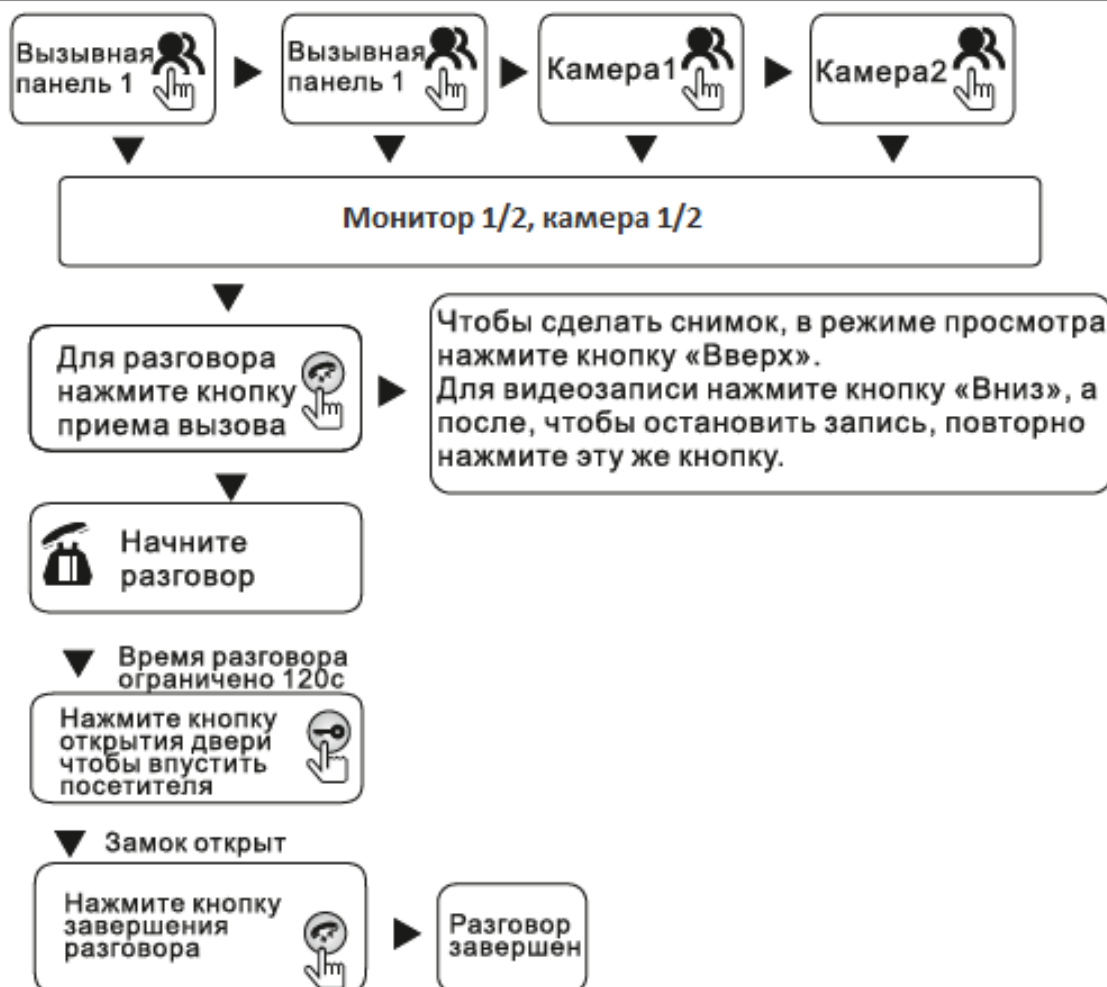 Вызывная
панель 1
Вызывная
панель 1
Камера1
Камера2
Монитор 1/2, камера 1/2
Для разговора
нажмите кнопку
приема вызова
Чтобы сделать снимок, в режиме просмотра
нажмите кнопку «Вверх».
Для видеозаписи нажмите кнопку «Вниз», а
после, чтобы остановить запись, повторно
нажмите эту же кнопку.
Начните
разговор
Время разговора
ограничено 120с
Нажмите кнопку
открытия двери
чтобы впустить
посетителя
Замок открыт
Нажмите кнопку
завершения
разговора
Разговор
завершен